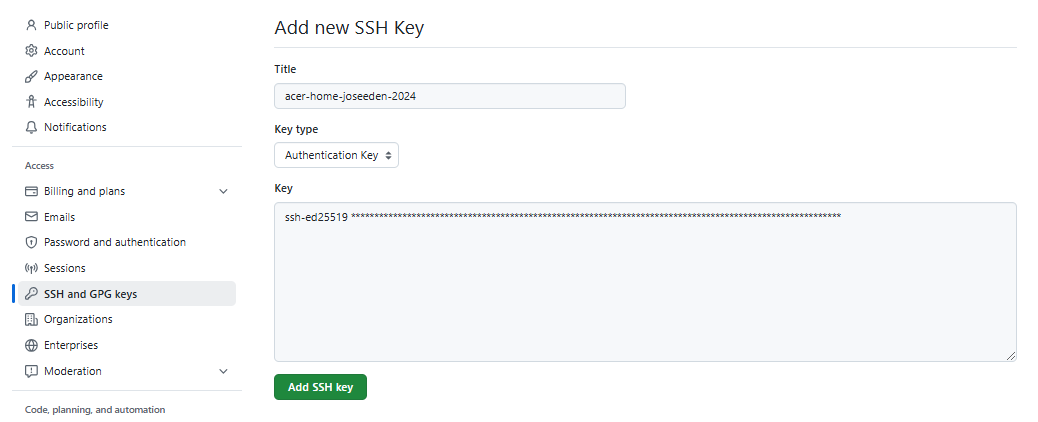 Public profile
Account
Appearance
Accessibility
Notifications
Access
Billing and plans
Emails
Password and authentication
Sessions
SSH and GPG keys
Organizations
Enterprises
Moderation
Code, planning, and automation
Add new SSH Key
Title
acer-home-joseeden-2024
Key type
Authentication Key
Key
ssh-ed25519 **********************************************************************************************************
Add SSH key